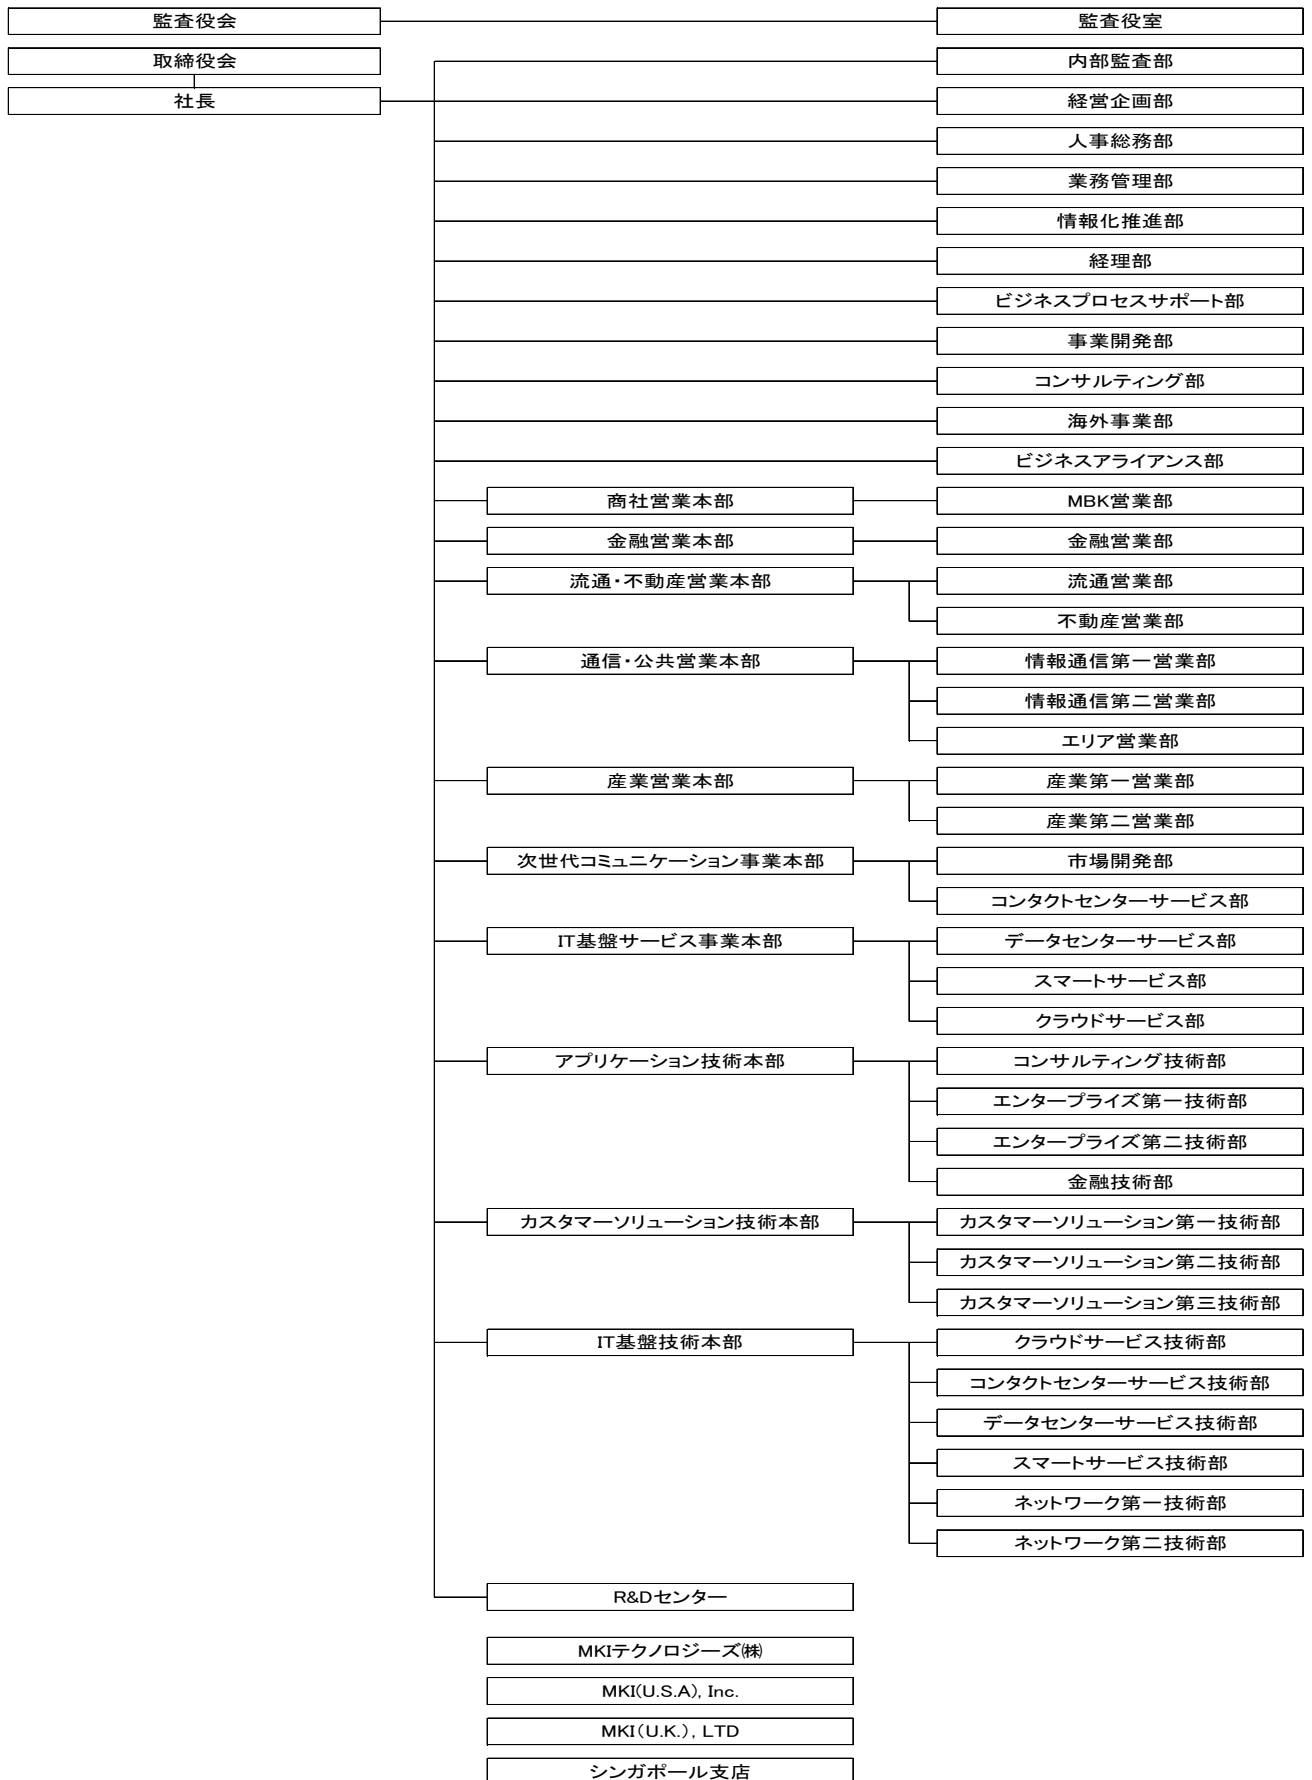 監査役会
監査役室
取締役会
内部監査部
社長
経営企画部
人事総務部
業務管理部
情報化推進部
経理部
ビジネスプロセスサポート部
事業開発部
コンサルティング部
海外事業部
ビジネスアライアンス部
商社営業本部
MBK営業部
金融営業本部
金融営業部
流通・不動産営業本部
流通営業部
不動産営業部
通信・公共営業本部
情報通信第一営業部
情報通信第二営業部
エリア営業部
産業営業本部
産業第一営業部
産業第二営業部
次世代コミュニケーション事業本部
市場開発部
コンタクトセンターサービス部
IT基盤サービス事業本部
データセンターサービス部
スマートサービス部
クラウドサービス部
アプリケーション技術本部
コンサルティング技術部
エンタープライズ第一技術部
エンタープライズ第二技術部
金融技術部
カスタマーソリューション技術本部
カスタマーソリューション第一技術部
カスタマーソリューション第二技術部
カスタマーソリューション第三技術部
IT基盤技術本部
クラウドサービス技術部
コンタクトセンターサービス技術部
データセンターサービス技術部
スマートサービス技術部
ネットワーク第一技術部
ネットワーク第二技術部
R&Dセンター
MKIテクノロジーズ㈱
MKI(U.S.A), Inc.
MKI(U.K.), LTD
シンガポール支店